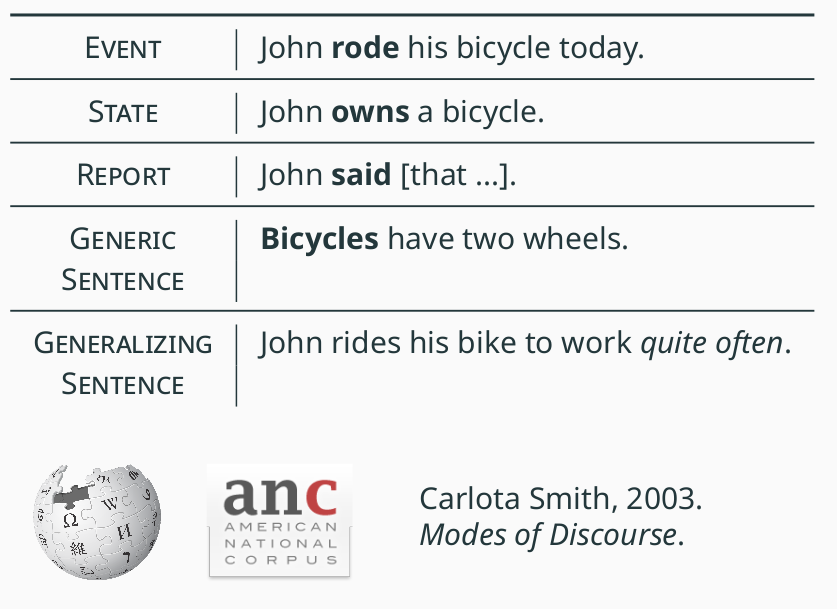 EVENT John rode his bicycle today.
STATE John owns a bicycle.
REPORT John said [that ...].
GENERIC SENTENCE Bicycles have two wheels.
GENERALIZING SENTENCE John rides his bike to work quite often.
Ω W И 維
anc
AMERICAN
NATIONAL
CORPUS
Carlota Smith, 2003.
Modes of Discourse.